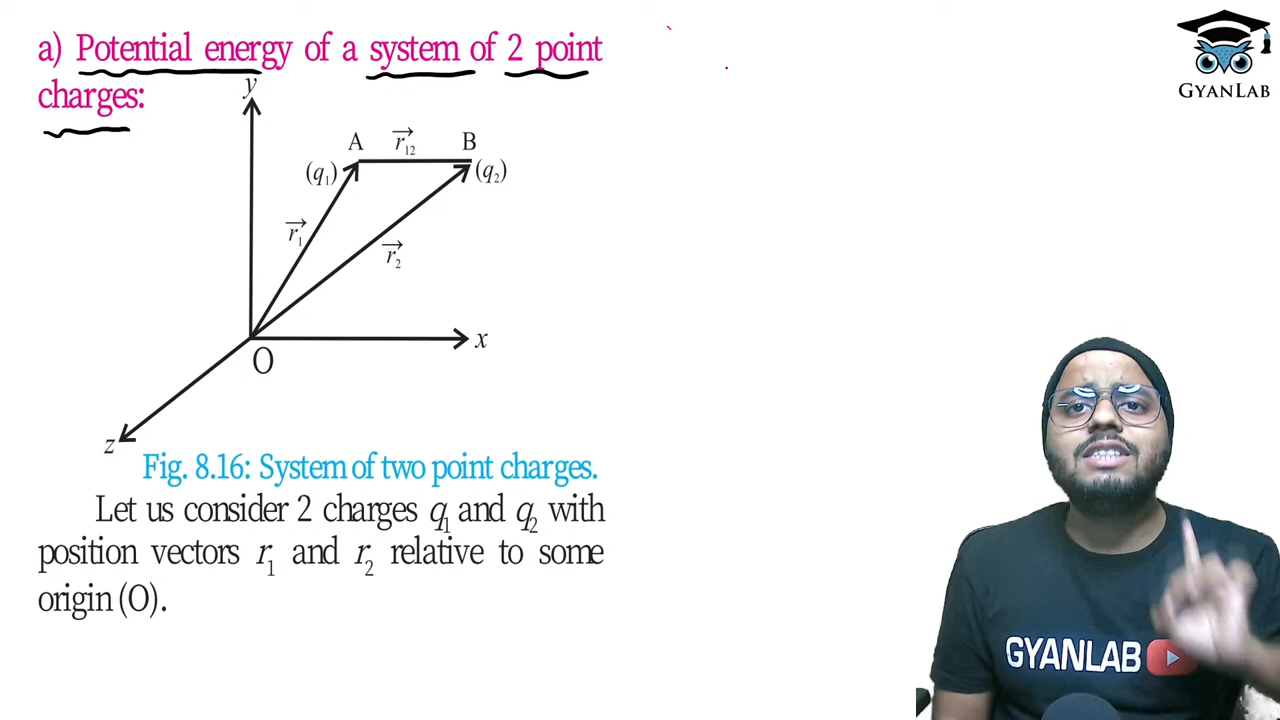 a) Potential energy of a system of 2 point
charges:
y
A
r₁₂
B
(q₁)
(q₂)
r₁
r₂
x
O
z
Fig. 8.16: System of two point charges.
Let us consider 2 charges q₁ and q₂ with
position vectors r₁ and r₂ relative to some
origin (O).
GYANLAB
GYANLAB